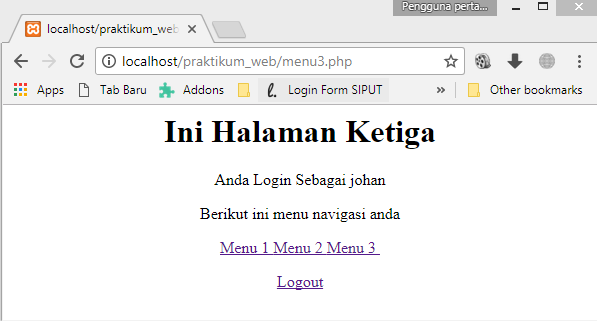 Pengguna perta...
localhost/praktikum_web
localhost/praktikum_web/menu3.php
Apps Tab Baru Addons Login Form SIPUT » Other bookmarks
Ini Halaman Ketiga
Anda Login Sebagai johan
Berikut ini menu navigasi anda
Menu 1 Menu 2 Menu 3
Logout